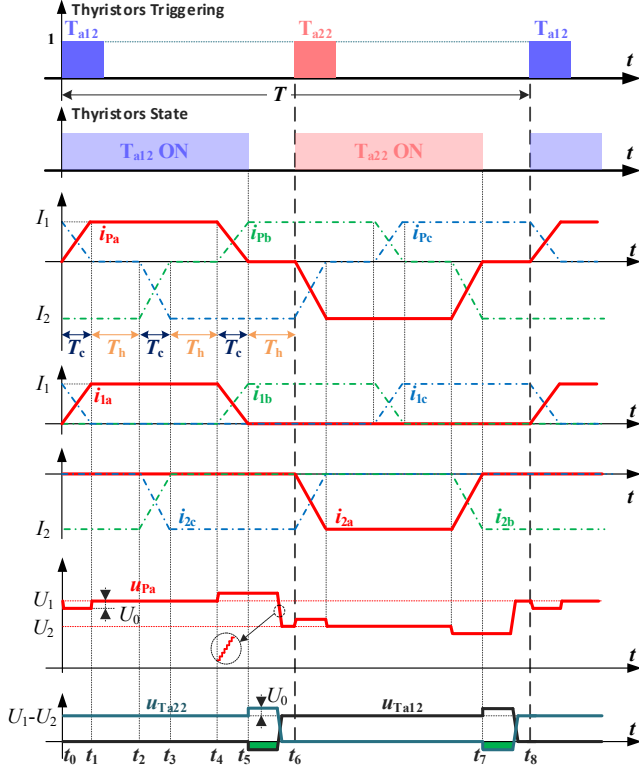 Thyristors Triggering
Ta12 Ta22 Ta12
1
t
T
Thyristors State
Ta12 ON Ta22 ON
t
I1
iPa iPb iPc
t
I2
Tc Th Tc Th Tc Th
I1
i1a i1b i1c
t
i2c i2a i2b
t
I2
uPa
U1
U0
U2
t
uTa22 U0 uTa12
U1-U2
t
t0 t1 t2 t3 t4 t5 t6 t7 t8